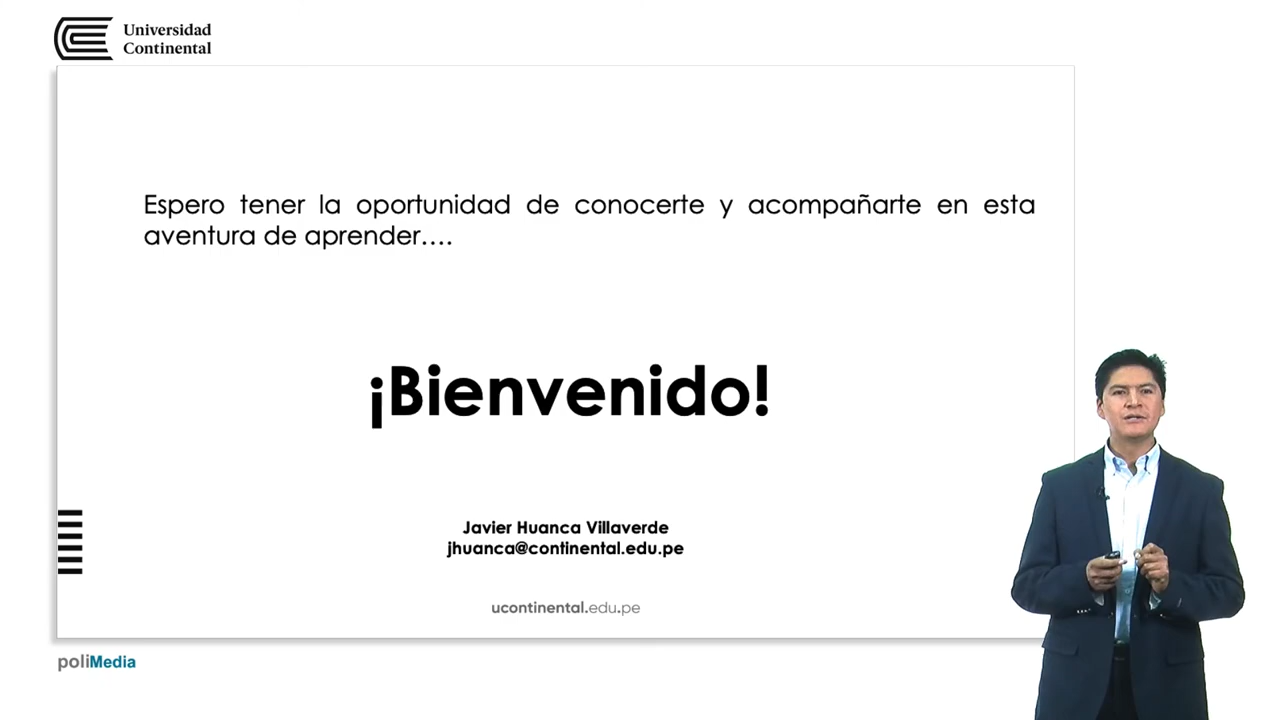 Universidad
Continental
Espero tener la oportunidad de conocerte y acompañarte en esta
aventura de aprender....
¡Bienvenido!
Javier Huanca Villaverde
jhuanca@continental.edu.pe
ucontinental.edu.pe
poliMedia